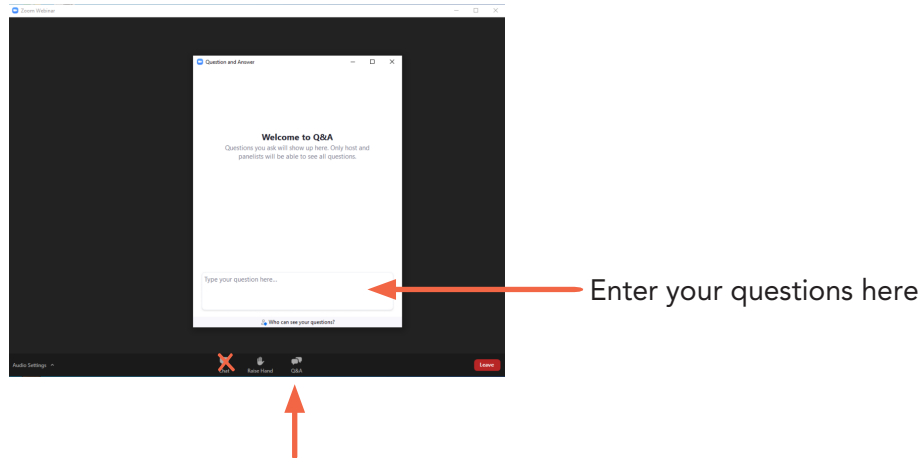 Zoom Webinar
Question and Answer
Welcome to Q&A
Questions you ask will show up here. Only host and
panelists will be able to see all questions.
Type your question here...
Enter your questions here
Who can see your questions?
Audio Settings
Chat
Raise Hand
Q&A
Leave